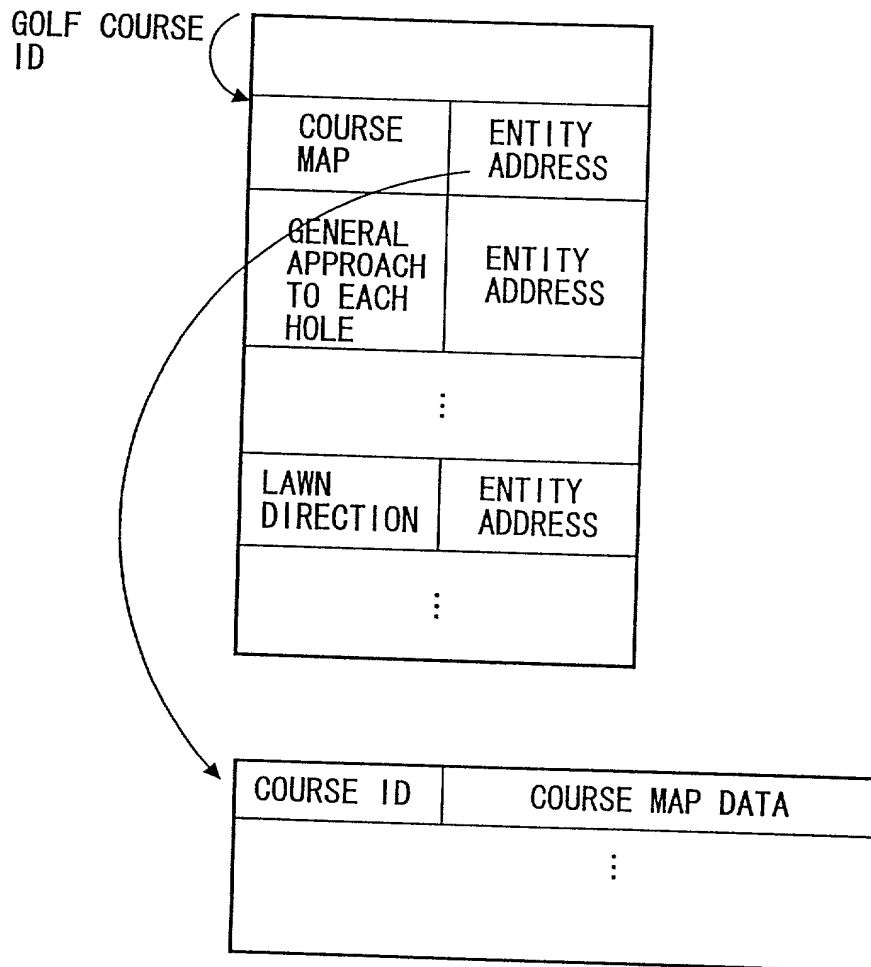 GOLF COURSE
ID
COURSE
MAP
ENTITY
ADDRESS
GENERAL
APPROACH
TO EACH
HOLE
ENTITY
ADDRESS
⋮
LAWN
DIRECTION
ENTITY
ADDRESS
⋮
COURSE ID
COURSE MAP DATA
⋮